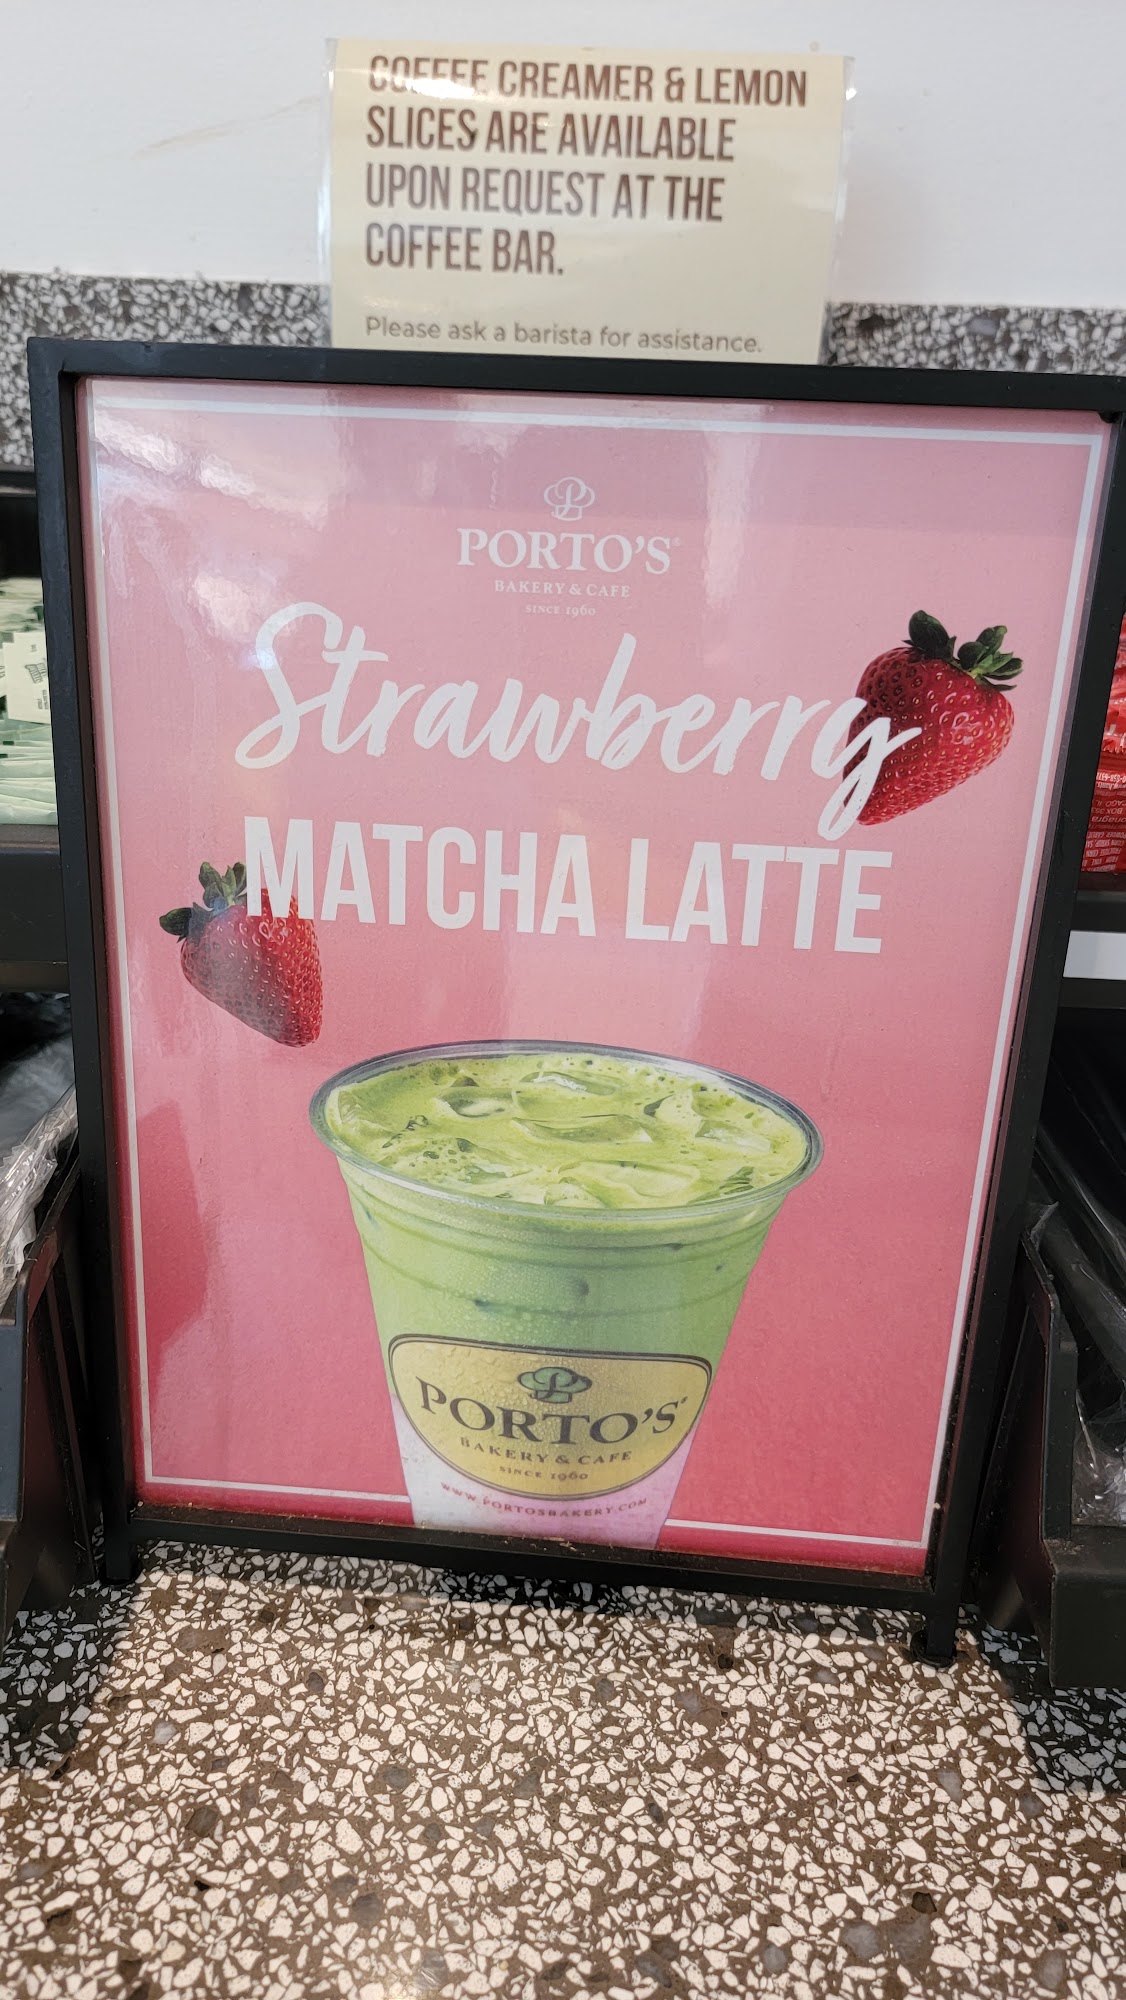 COFFEE CREAMER & LEMON
SLICES ARE AVAILABLE
UPON REQUEST AT THE
COFFEE BAR.
Please ask a barista for assistance.
PORTO'S®
BAKERY & CAFE
SINCE 1960
Strawberry
MATCHA LATTE
PORTO'S®
BAKERY & CAFE
SINCE 1960
WWW.PORTOSBAKERY.COM